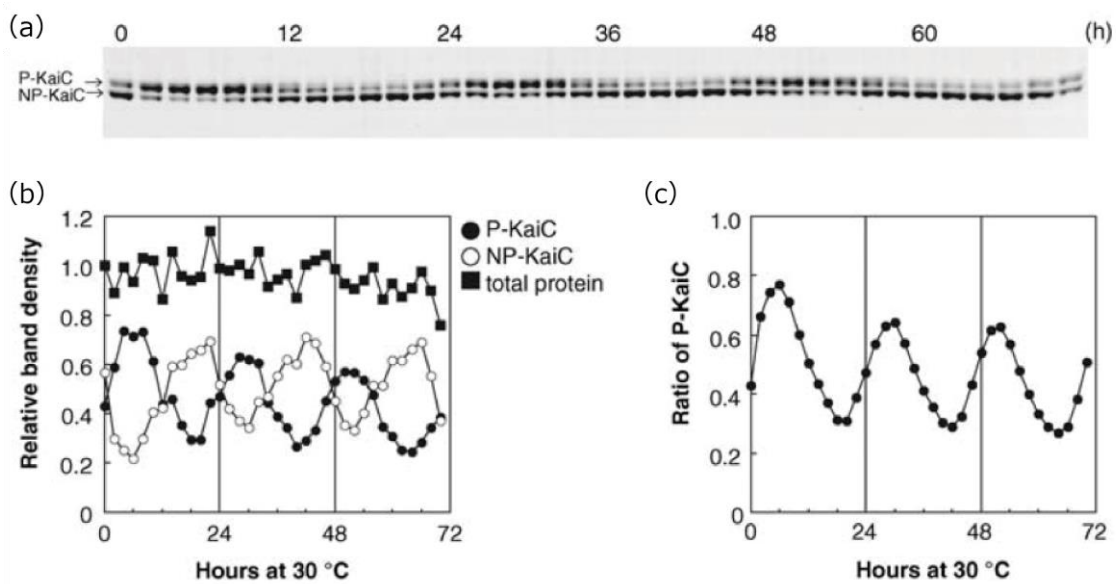 (a)
0 12 24 36 48 60 (h)
P-KaiC →
NP-KaiC →
(b)
Relative band density
1.2
1.0
0.8
0.6
0.4
0.2
0
0 24 48 72
Hours at 30 °C
● P-KaiC
○ NP-KaiC
■ total protein
(c)
Ratio of P-KaiC
1.0
0.8
0.6
0.4
0.2
0
0 24 48 72
Hours at 30 °C